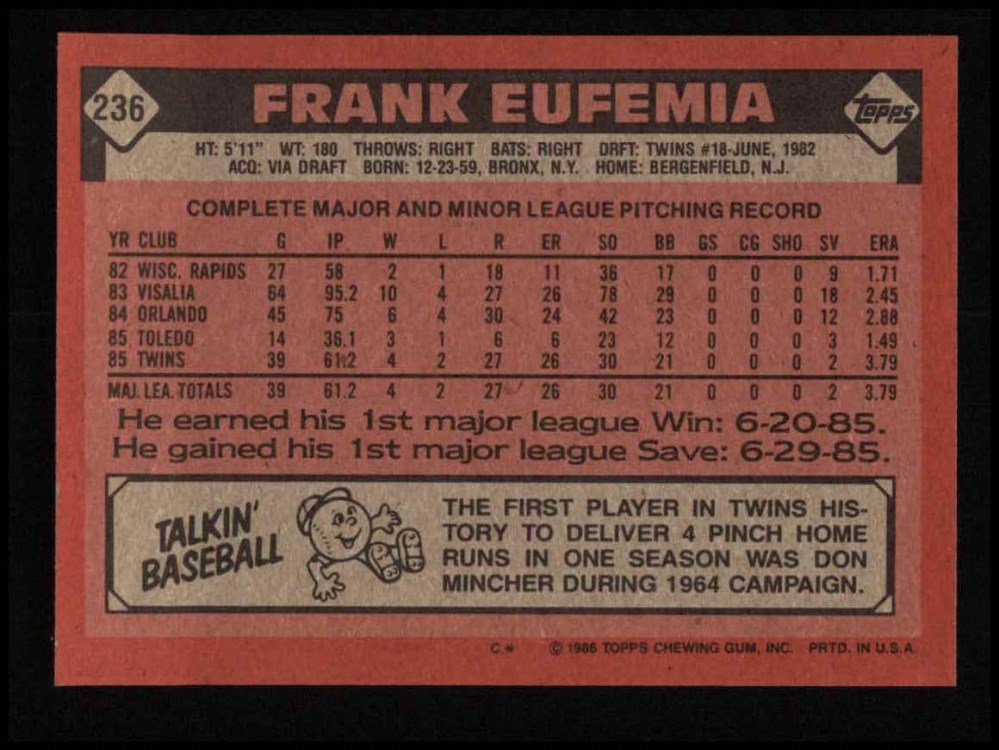 236 FRANK EUFEMIA Topps
HT: 5'11" WT: 180 THROWS: RIGHT BATS: RIGHT DRFT: TWINS #18-JUNE, 1982
ACQ: VIA DRAFT BORN: 12-23-59, BRONX, N.Y. HOME: BERGENFIELD, N.J.
COMPLETE MAJOR AND MINOR LEAGUE PITCHING RECORD
YR CLUB G IP W L R ER SO BB GS CG SHO SV ERA
82 WISC. RAPIDS 27 58 2 1 18 11 36 17 0 0 0 9 1.71
83 VISALIA 64 95.2 10 4 27 26 78 29 0 0 0 18 2.45
84 ORLANDO 45 75 6 4 30 24 42 23 0 0 0 12 2.88
85 TOLEDO 14 36.1 3 1 6 6 23 12 0 0 0 3 1.49
85 TWINS 39 61.2 4 2 27 26 30 21 0 0 0 2 3.79
MAJ. LEA. TOTALS 39 61.2 4 2 27 26 30 21 0 0 0 2 3.79
He earned his 1st major league Win: 6-20-85.
He gained his 1st major league Save: 6-29-85.
TALKIN'
BASEBALL
THE FIRST PLAYER IN TWINS HIS-
TORY TO DELIVER 4 PINCH HOME
RUNS IN ONE SEASON WAS DON
MINCHER DURING 1964 CAMPAIGN.
C.* © 1986 TOPPS CHEWING GUM, INC. PRTD. IN U.S.A.